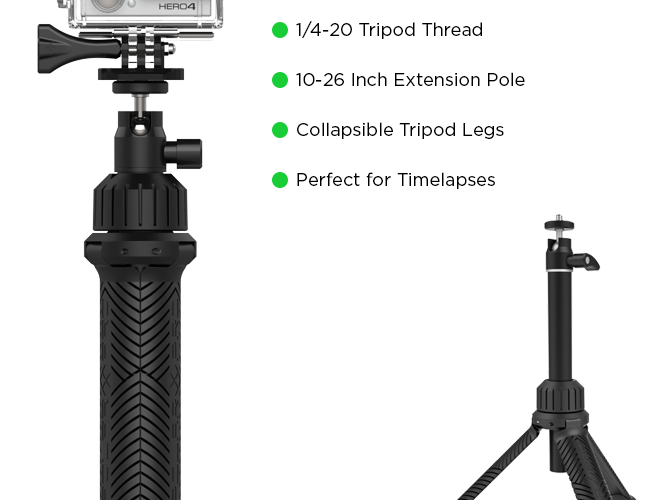 HERO4
1/4-20 Tripod Thread
10-26 Inch Extension Pole
Collapsible Tripod Legs
Perfect for Timelapses